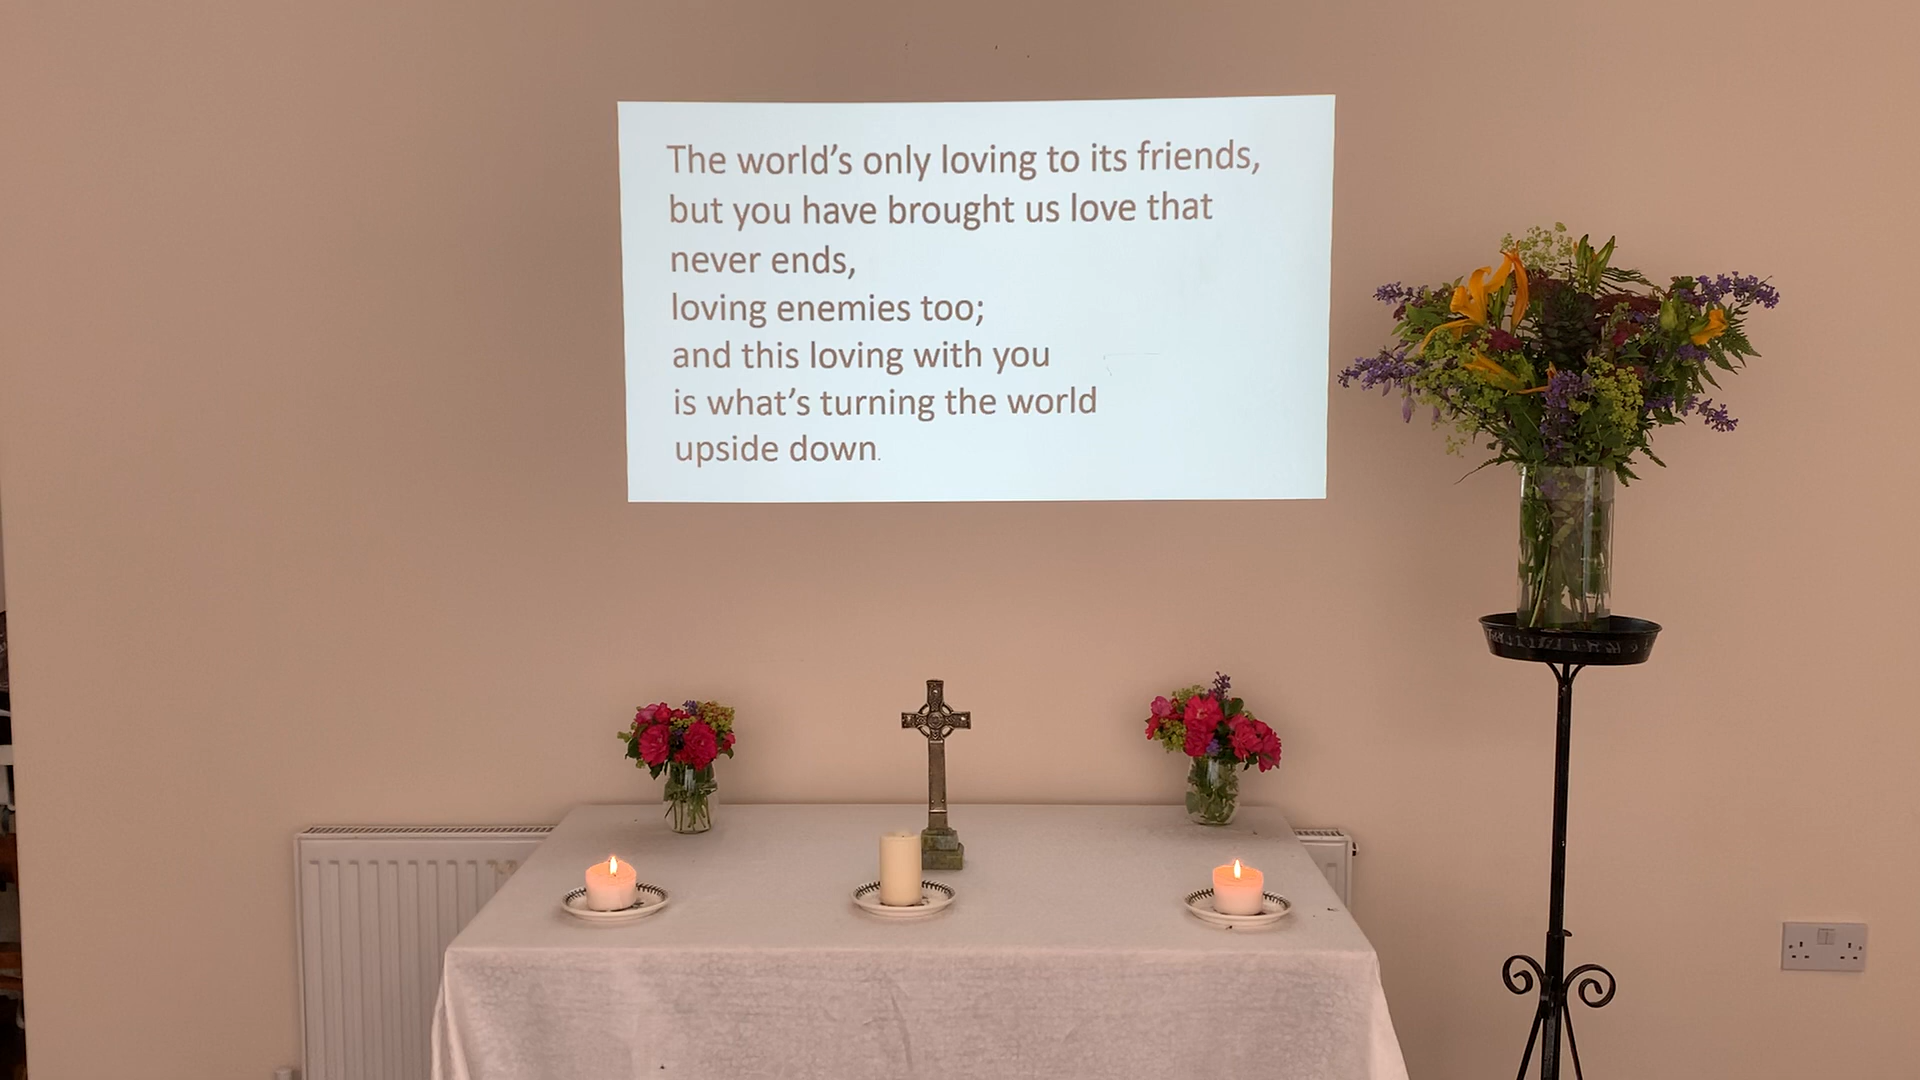 The world’s only loving to its friends,
but you have brought us love that
never ends,
loving enemies too;
and this loving with you
is what’s turning the world
upside down.